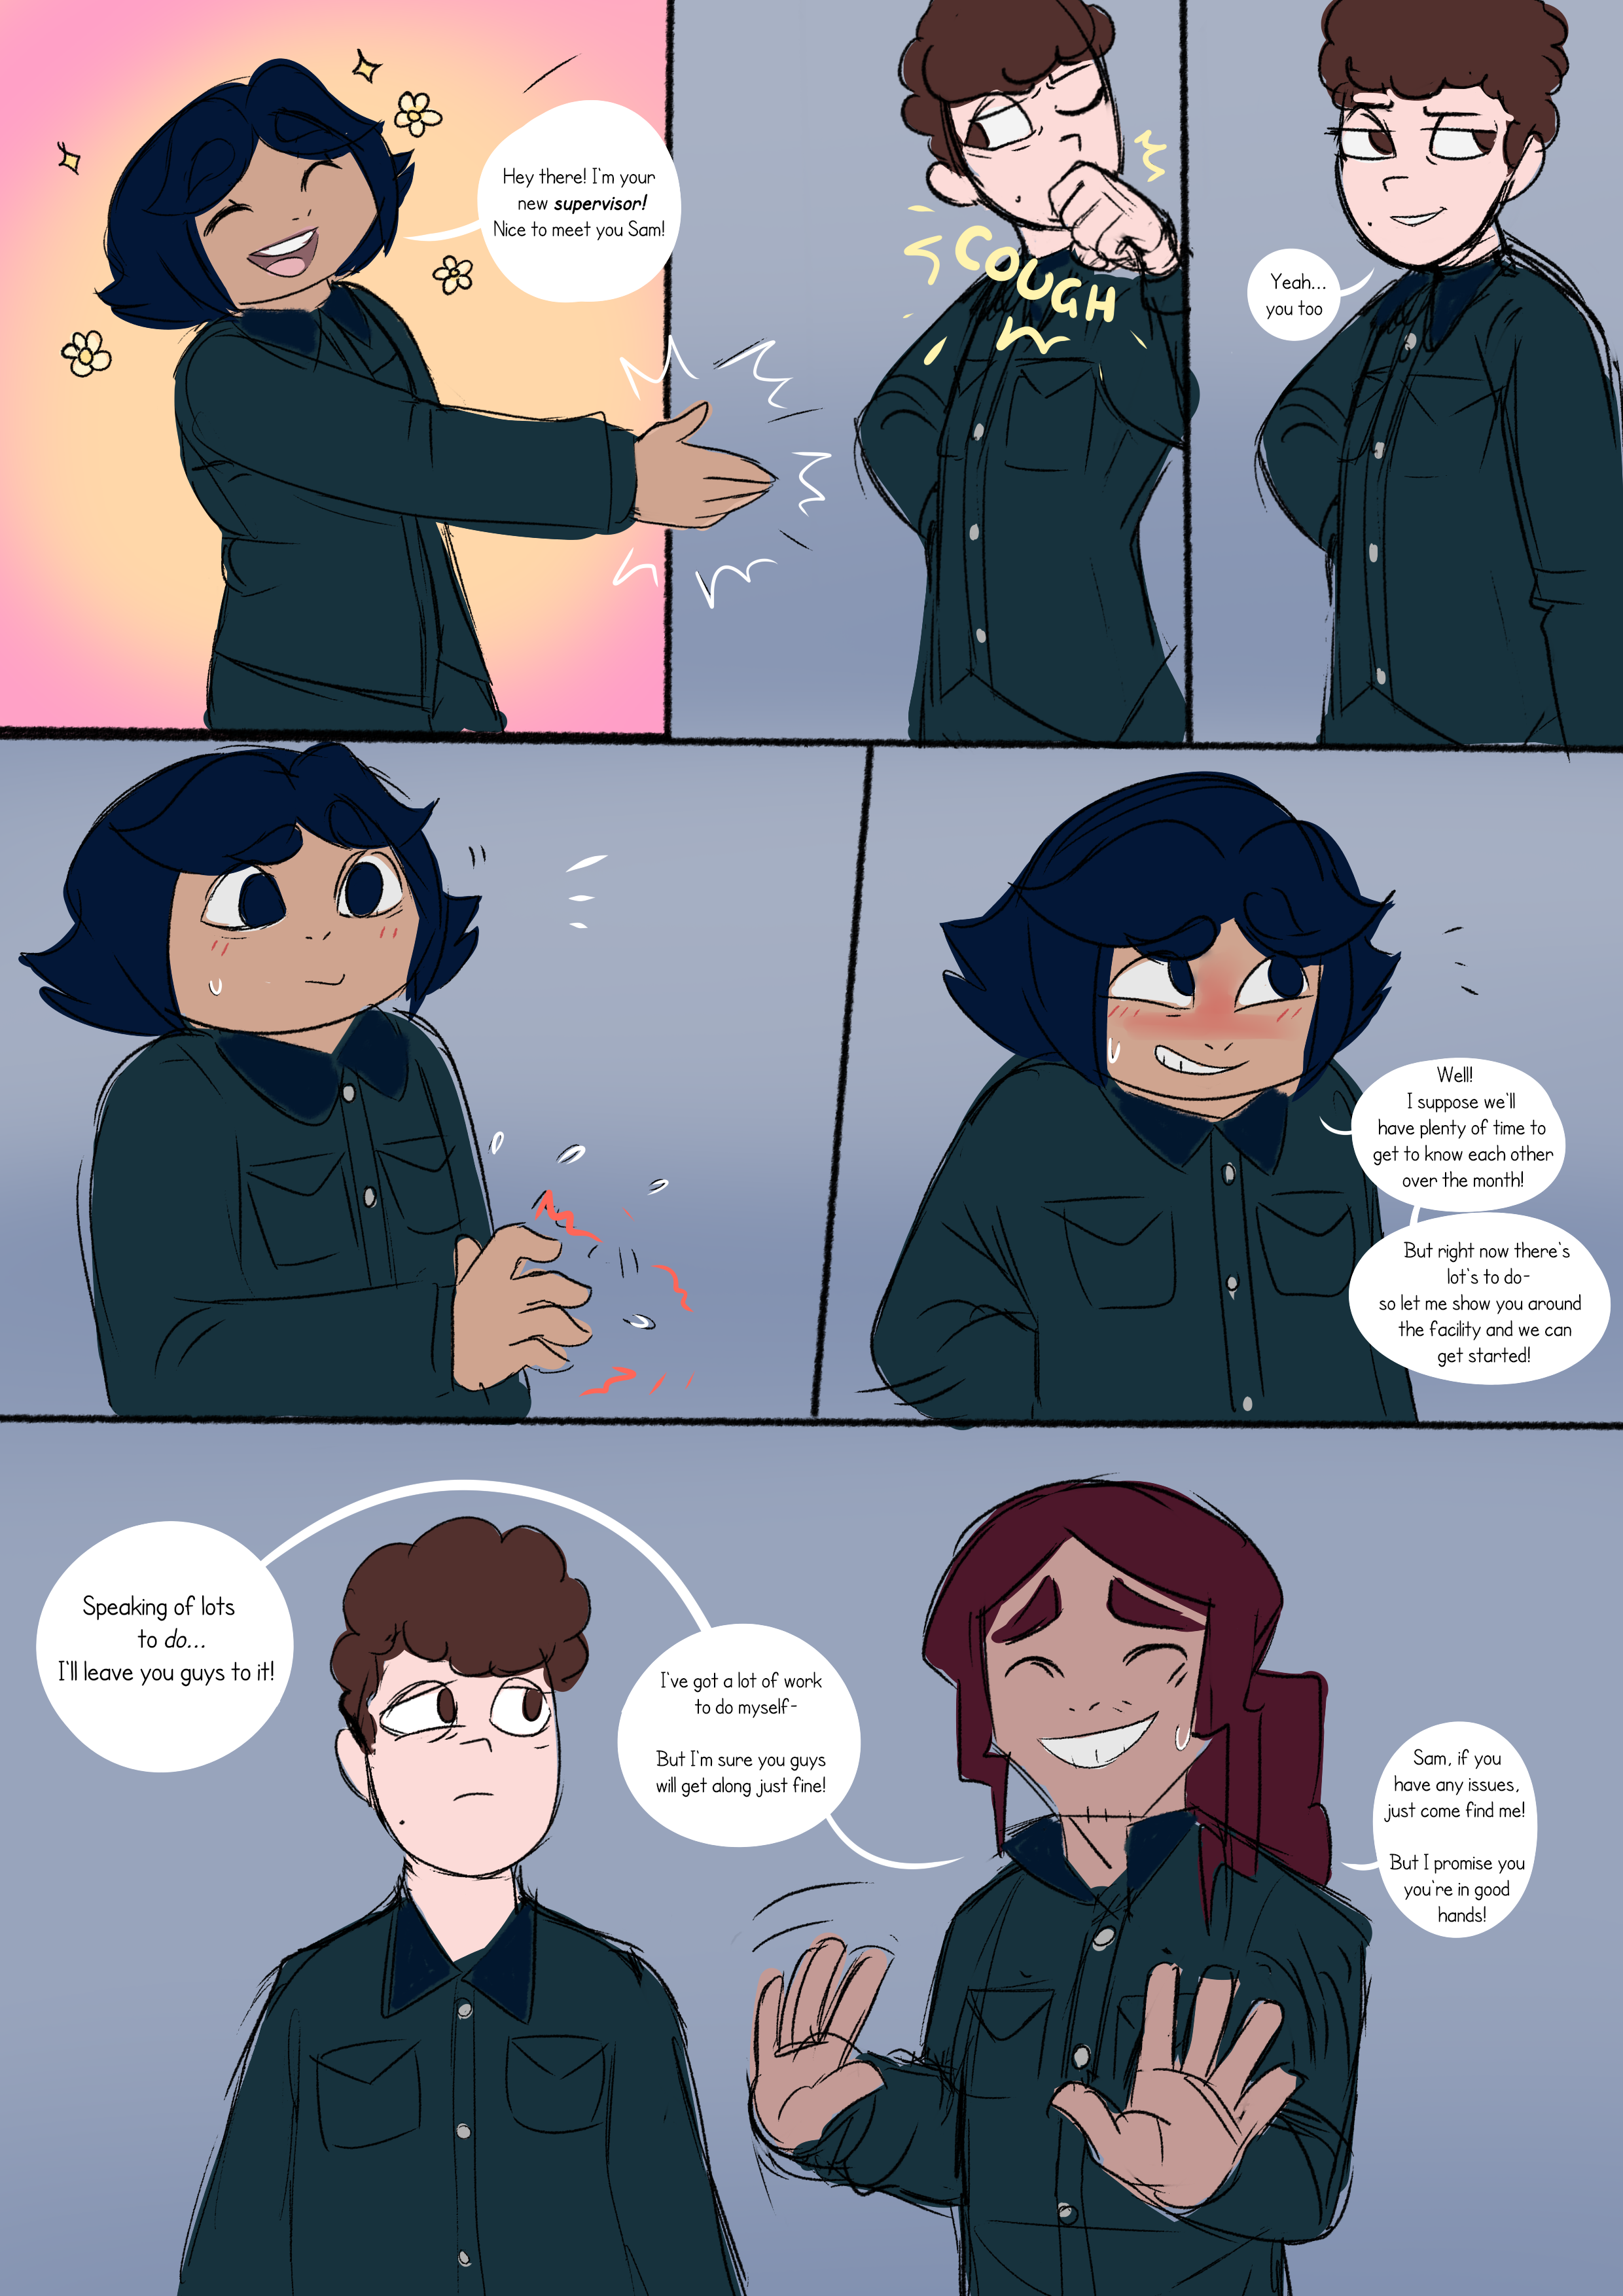 Hey there! I'm your
new supervisor!
Nice to meet you Sam!
COUGH
Yeah...
you too
Well!
I suppose we'll
have plenty of time to
get to know each other
over the month!
But right now there's
lot's to do-
so let me show you around
the facility and we can
get started!
Speaking of lots
to do...
I'll leave you guys to it!
I've got a lot of work
to do myself-
But I'm sure you guys
will get along just fine!
Sam, if you
have any issues,
just come find me!
But I promise you
you're in good
hands!